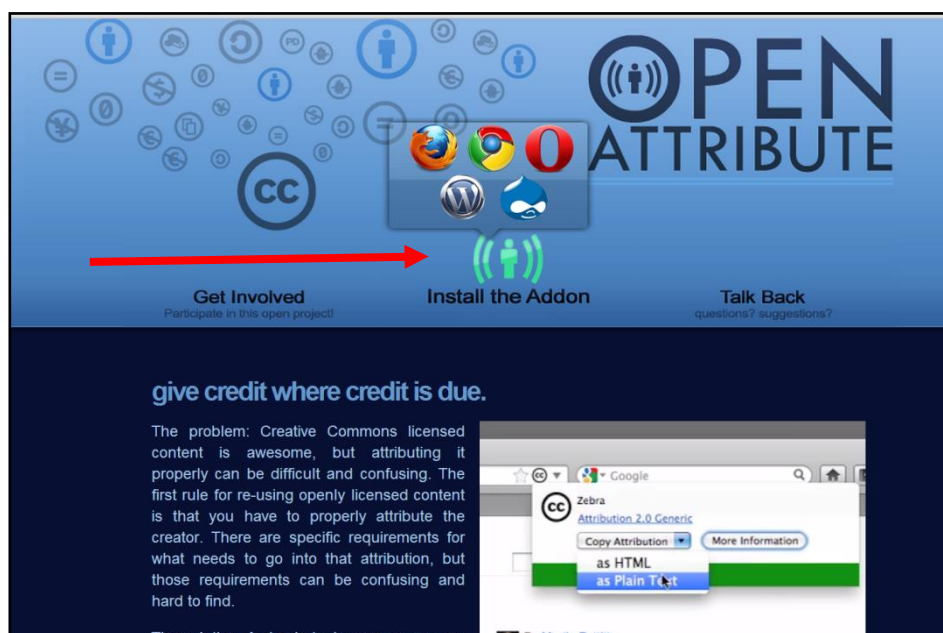 OPEN
ATTRIBUTE
PD
cc
Install the Addon
Get Involved
Participate in this open project!
Talk Back
questions? suggestions?
give credit where credit is due.
The problem: Creative Commons licensed
content is awesome, but attributing it
properly can be difficult and confusing. The
first rule for re-using openly licensed content
is that you have to properly attribute the
creator. There are specific requirements for
what needs to go into that attribution, but
those requirements can be confusing and
hard to find.
Google
cc
Zebra
Attribution 2.0 Generic
Copy Attribution
More Information
as HTML
as Plain Text